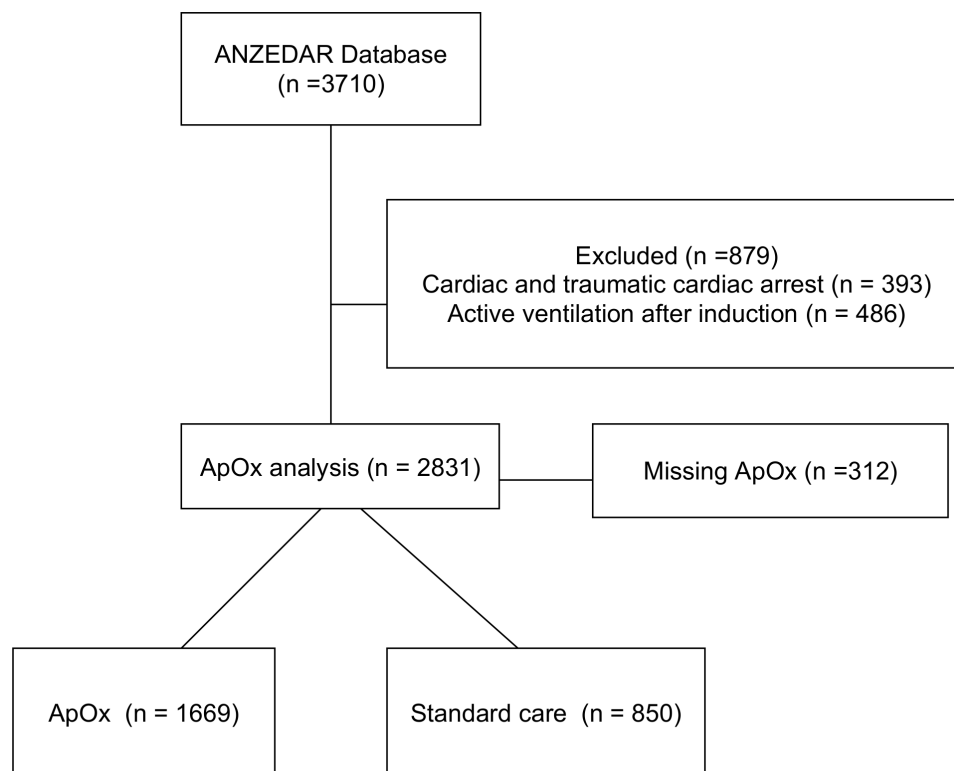 ANZEDAR Database
(n =3710)
Excluded (n =879)
Cardiac and traumatic cardiac arrest (n = 393)
Active ventilation after induction (n = 486)
ApOx analysis (n = 2831)
Missing ApOx (n =312)
ApOx  (n = 1669)
Standard care  (n = 850)